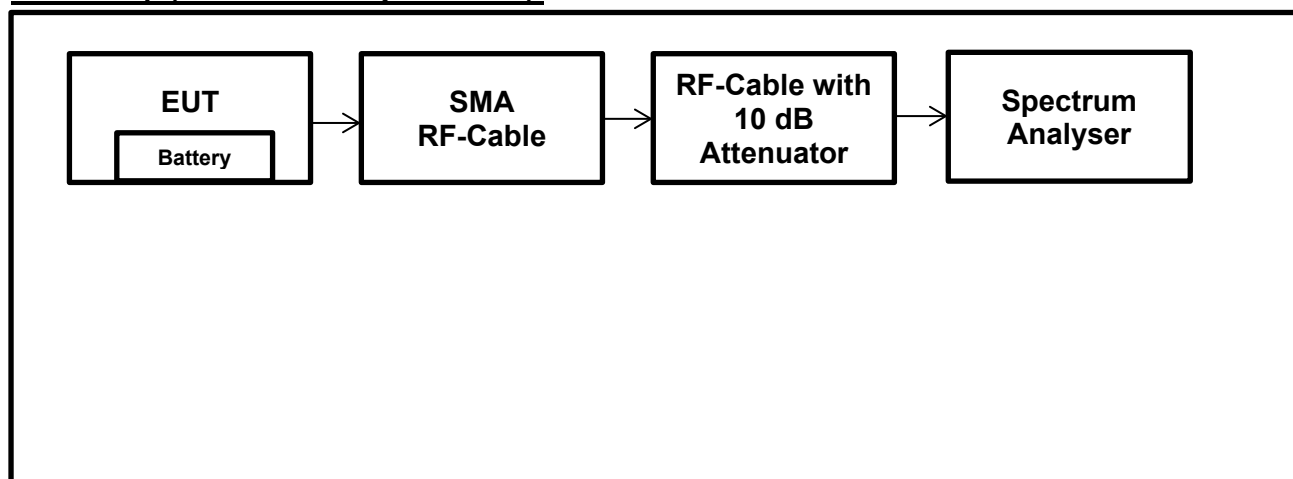 EUT
Battery
SMA
RF-Cable
RF-Cable with
10 dB
Attenuator
Spectrum
Analyser